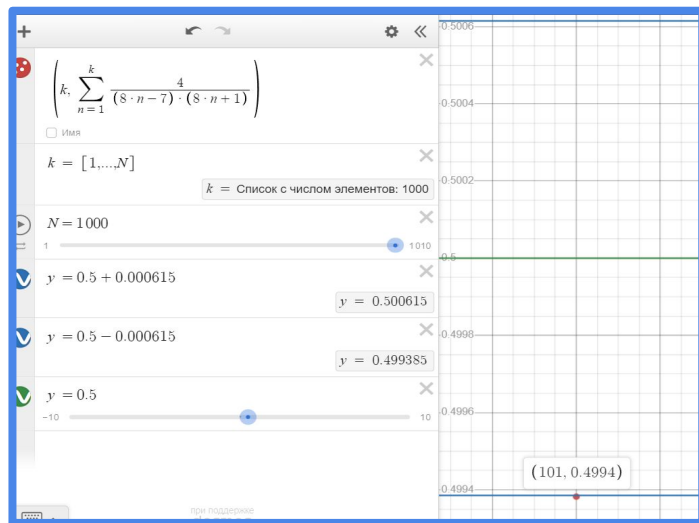 (k, ∑_{n=1}^{k} 4/((8·n−7)·(8·n+1)))
Имя
k = [1,...,N]
k = Список с числом элементов: 1000
N = 1000
1 1010
y = 0.5 + 0.000615
y = 0.500615
y = 0.5 − 0.000615
y = 0.499385
y = 0.5
−10 10
при поддержке
0.5006
0.5004
0.5002
0.5
0.4998
0.4996
0.4994
(101, 0.4994)